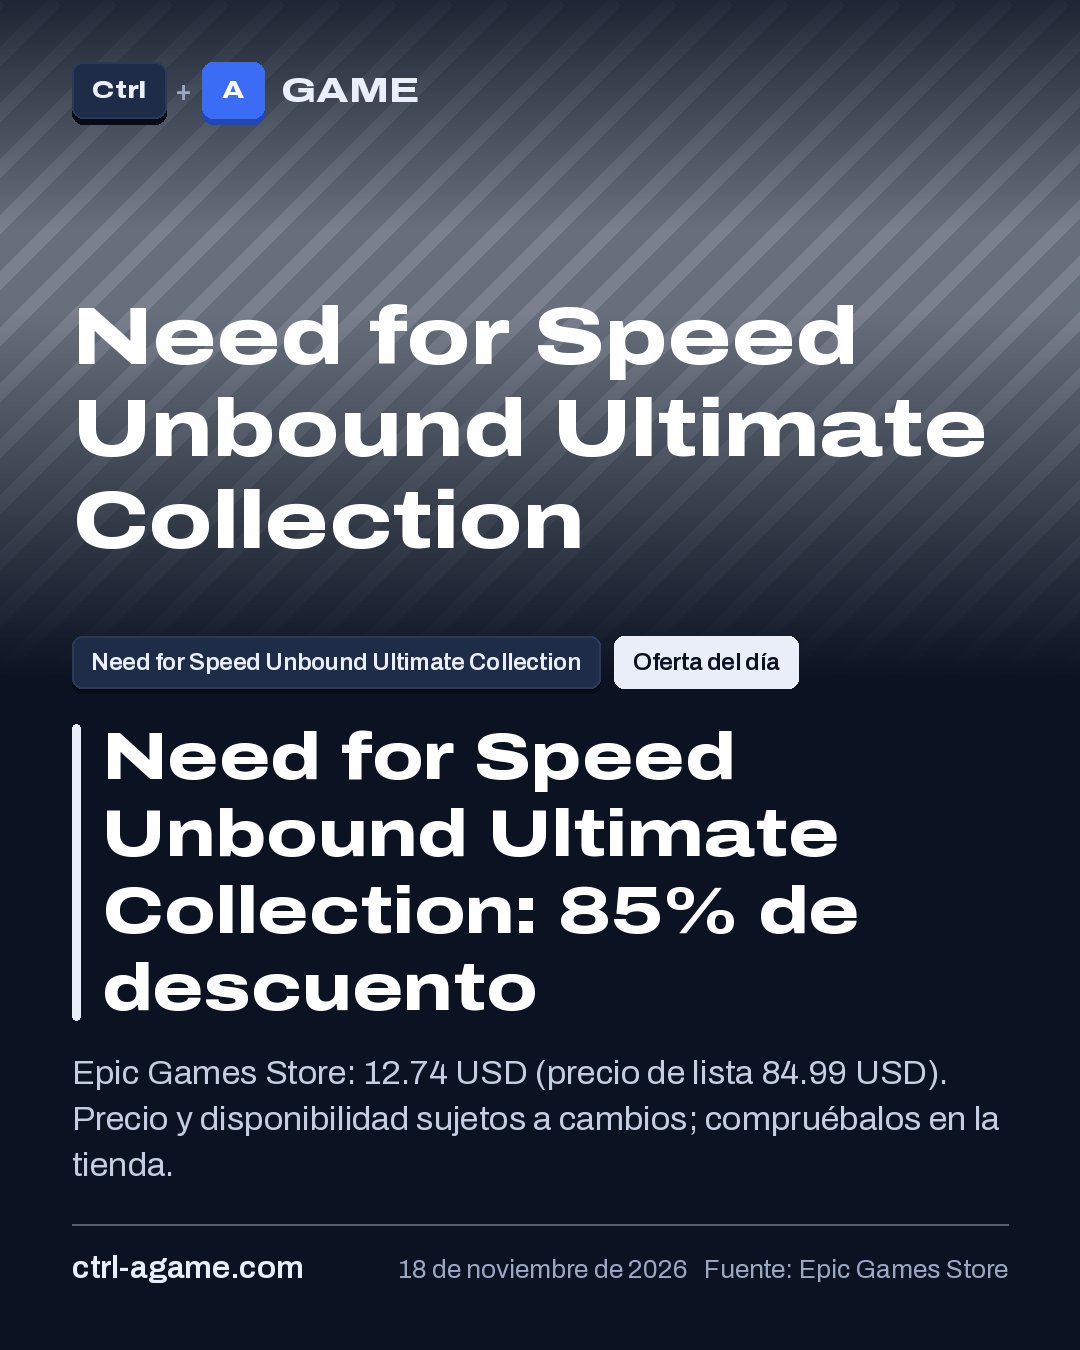 Ctrl + A GAME
Need for Speed
Unbound Ultimate
Collection
Need for Speed Unbound Ultimate Collection Oferta del día
Need for Speed
Unbound Ultimate
Collection: 85% de
descuento
Epic Games Store: 12.74 USD (precio de lista 84.99 USD).
Precio y disponibilidad sujetos a cambios; compruébalos en la
tienda.
ctrl-agame.com 18 de noviembre de 2026 Fuente: Epic Games Store